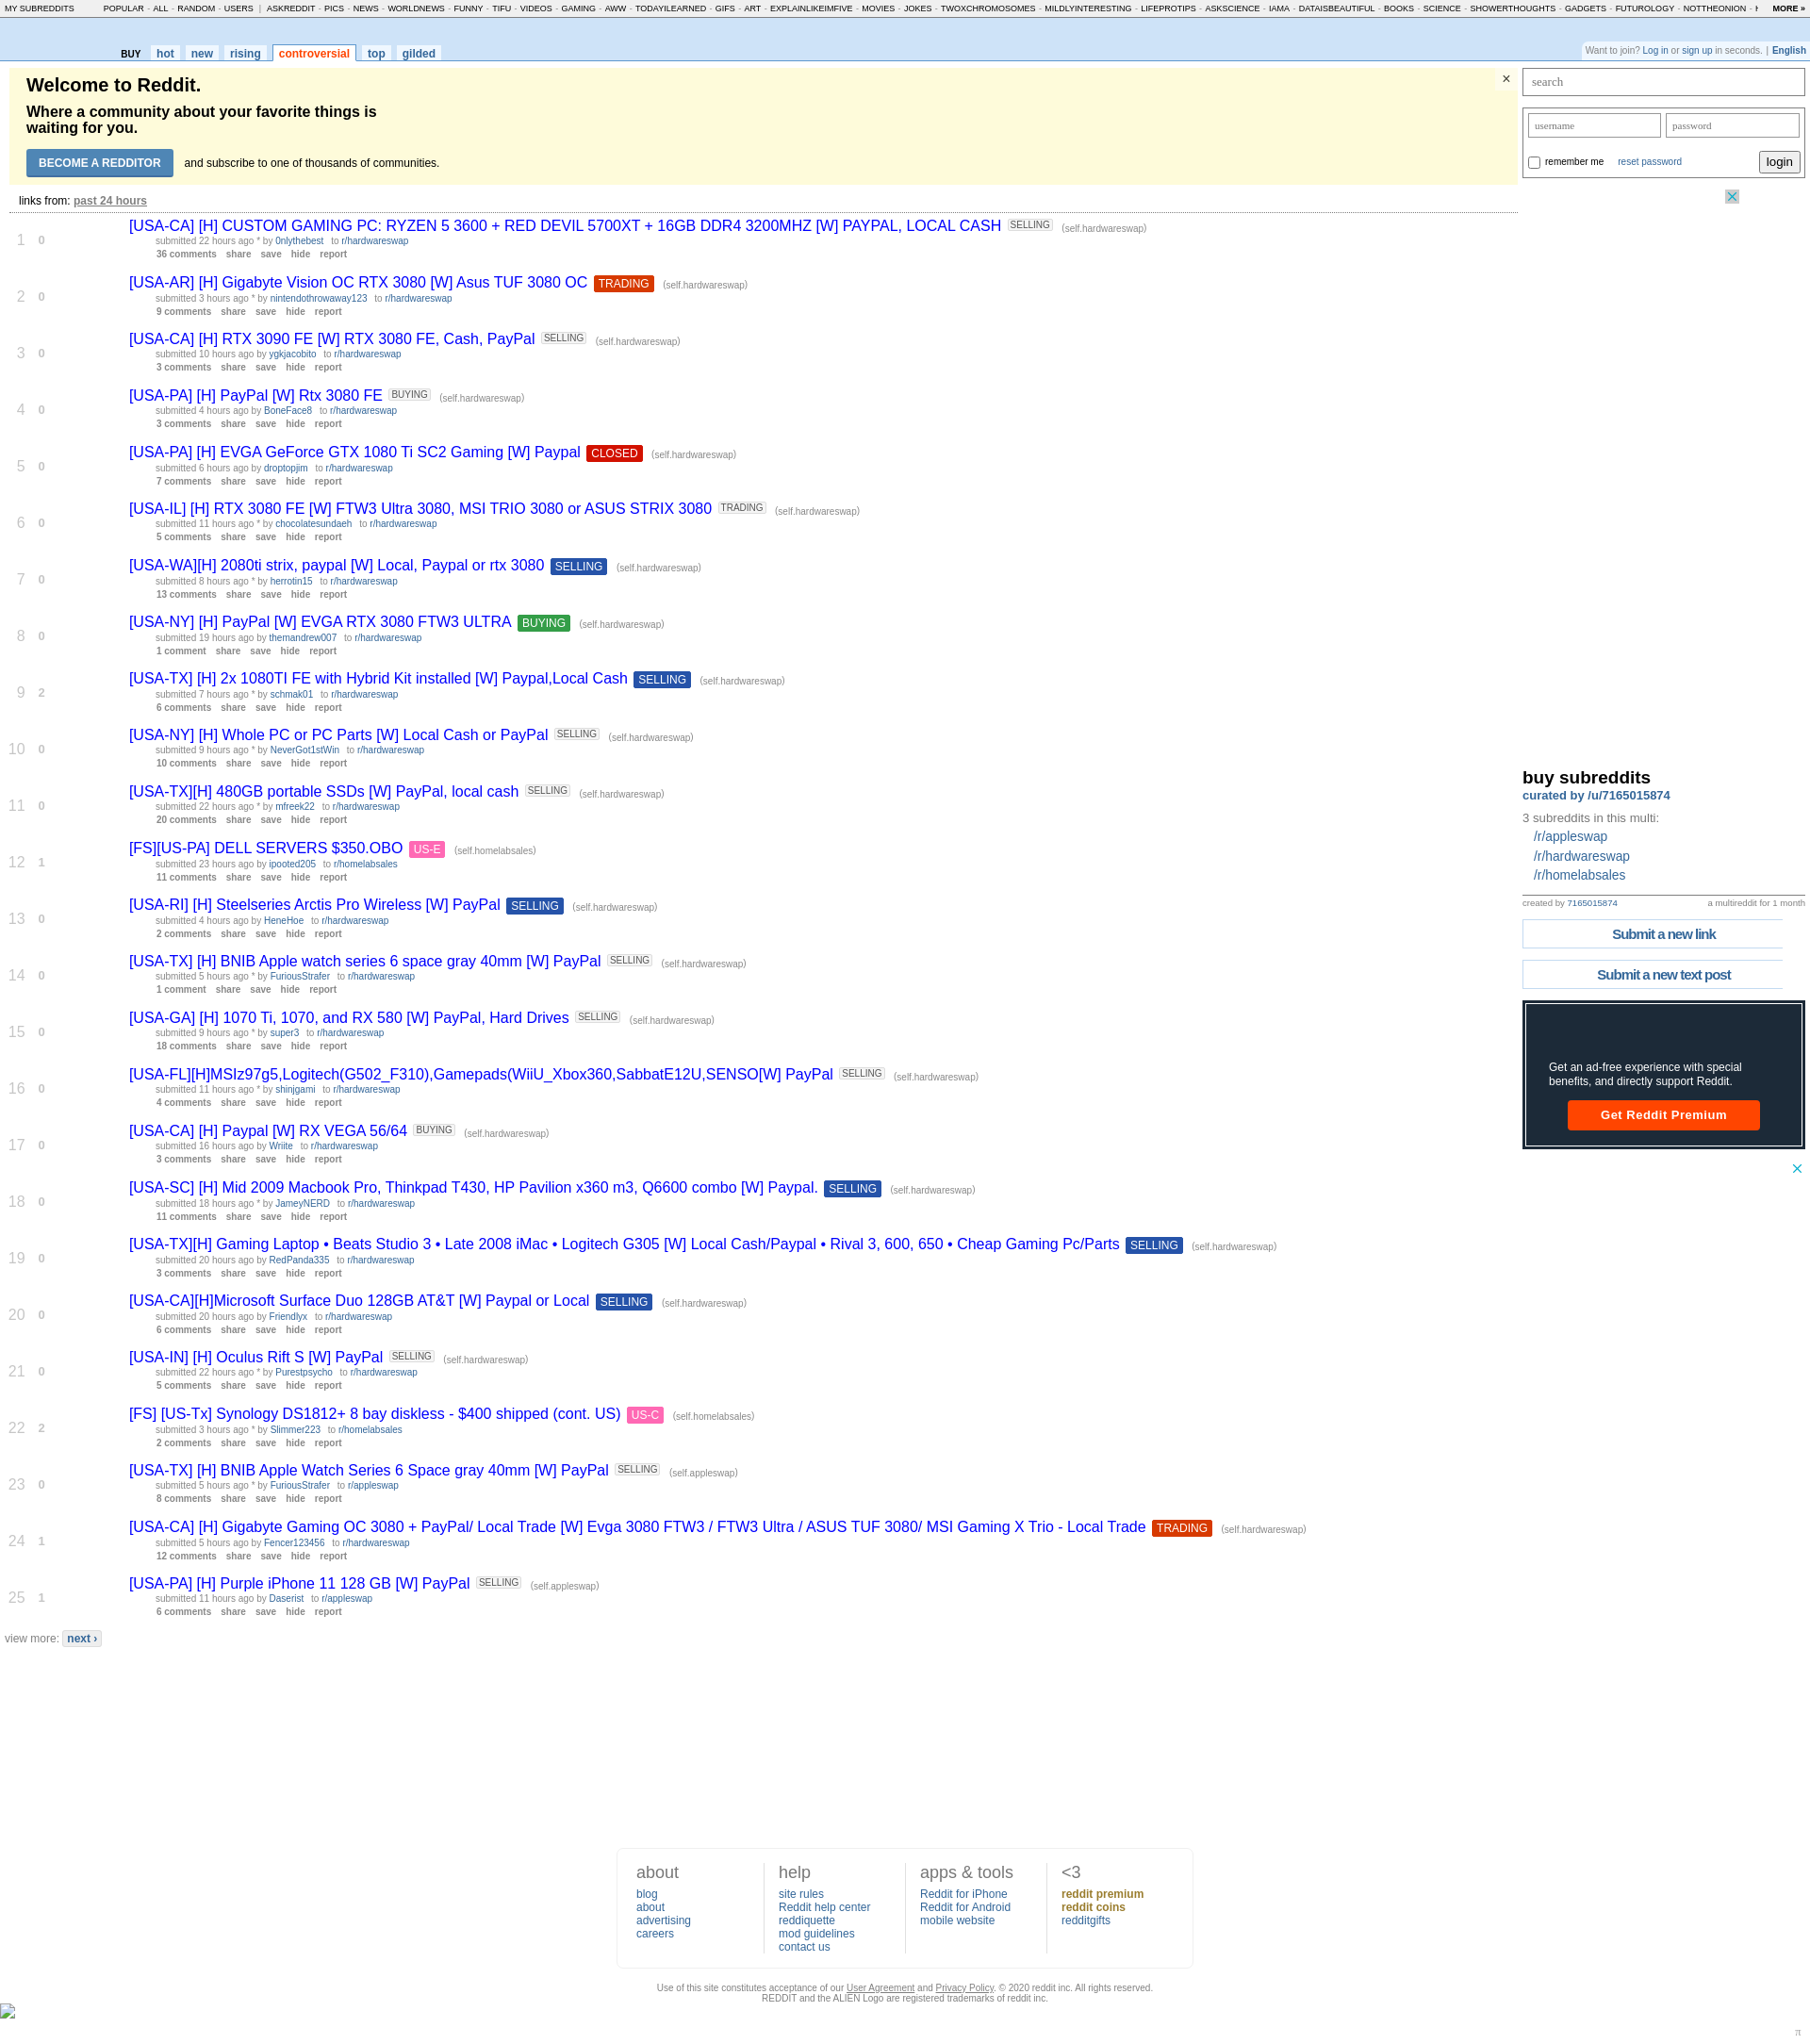 MY SUBREDDITS POPULAR - ALL - RANDOM - USERS | ASKREDDIT - PICS - NEWS - WORLDNEWS - FUNNY - TIFU - VIDEOS - GAMING - AWW - TODAYILEARNED - GIFS - ART - EXPLAINLIKEIMFIVE - MOVIES - JOKES - TWOXCHROMOSOMES - MILDLYINTERESTING - LIFEPROTIPS - ASKSCIENCE - IAMA - DATAISBEAUTIFUL - BOOKS - SCIENCE - SHOWERTHOUGHTS - GADGETS - FUTUROLOGY - NOTTHEONION - MORE »
BUY hot new rising controversial top gilded
Want to join? Log in or sign up in seconds. | English
Welcome to Reddit.
Where a community about your favorite things is
waiting for you.
BECOME A REDDITOR and subscribe to one of thousands of communities.
×
search
username password
remember me reset password login
links from: past 24 hours
1 0 [USA-CA] [H] CUSTOM GAMING PC: RYZEN 5 3600 + RED DEVIL 5700XT + 16GB DDR4 3200MHZ [W] PAYPAL, LOCAL CASH SELLING (self.hardwareswap)
submitted 22 hours ago * by 0nlythebest to r/hardwareswap
36 comments share save hide report
2 0 [USA-AR] [H] Gigabyte Vision OC RTX 3080 [W] Asus TUF 3080 OC TRADING (self.hardwareswap)
submitted 3 hours ago * by nintendothrowaway123 to r/hardwareswap
9 comments share save hide report
3 0 [USA-CA] [H] RTX 3090 FE [W] RTX 3080 FE, Cash, PayPal SELLING (self.hardwareswap)
submitted 10 hours ago by ygkjacobito to r/hardwareswap
3 comments share save hide report
4 0 [USA-PA] [H] PayPal [W] Rtx 3080 FE BUYING (self.hardwareswap)
submitted 4 hours ago by BoneFace8 to r/hardwareswap
3 comments share save hide report
5 0 [USA-PA] [H] EVGA GeForce GTX 1080 Ti SC2 Gaming [W] Paypal CLOSED (self.hardwareswap)
submitted 6 hours ago by droptopjim to r/hardwareswap
7 comments share save hide report
6 0 [USA-IL] [H] RTX 3080 FE [W] FTW3 Ultra 3080, MSI TRIO 3080 or ASUS STRIX 3080 TRADING (self.hardwareswap)
submitted 11 hours ago * by chocolatesundaeh to r/hardwareswap
5 comments share save hide report
7 0 [USA-WA][H] 2080ti strix, paypal [W] Local, Paypal or rtx 3080 SELLING (self.hardwareswap)
submitted 8 hours ago * by herrotin15 to r/hardwareswap
13 comments share save hide report
8 0 [USA-NY] [H] PayPal [W] EVGA RTX 3080 FTW3 ULTRA BUYING (self.hardwareswap)
submitted 19 hours ago by themandrew007 to r/hardwareswap
1 comment share save hide report
9 2 [USA-TX] [H] 2x 1080TI FE with Hybrid Kit installed [W] Paypal,Local Cash SELLING (self.hardwareswap)
submitted 7 hours ago * by schmak01 to r/hardwareswap
6 comments share save hide report
10 0 [USA-NY] [H] Whole PC or PC Parts [W] Local Cash or PayPal SELLING (self.hardwareswap)
submitted 9 hours ago * by NeverGot1stWin to r/hardwareswap
10 comments share save hide report
11 0 [USA-TX][H] 480GB portable SSDs [W] PayPal, local cash SELLING (self.hardwareswap)
submitted 22 hours ago * by mfreek22 to r/hardwareswap
20 comments share save hide report
12 1 [FS][US-PA] DELL SERVERS $350.OBO US-E (self.homelabsales)
submitted 23 hours ago by ipooted205 to r/homelabsales
11 comments share save hide report
13 0 [USA-RI] [H] Steelseries Arctis Pro Wireless [W] PayPal SELLING (self.hardwareswap)
submitted 4 hours ago by HeneHoe to r/hardwareswap
2 comments share save hide report
14 0 [USA-TX] [H] BNIB Apple watch series 6 space gray 40mm [W] PayPal SELLING (self.hardwareswap)
submitted 5 hours ago * by FuriousStrafer to r/hardwareswap
1 comment share save hide report
15 0 [USA-GA] [H] 1070 Ti, 1070, and RX 580 [W] PayPal, Hard Drives SELLING (self.hardwareswap)
submitted 9 hours ago * by super3 to r/hardwareswap
18 comments share save hide report
16 0 [USA-FL][H]MSIz97g5,Logitech(G502_F310),Gamepads(WiiU_Xbox360,SabbatE12U,SENSO[W] PayPal SELLING (self.hardwareswap)
submitted 11 hours ago * by shinjgami to r/hardwareswap
4 comments share save hide report
17 0 [USA-CA] [H] Paypal [W] RX VEGA 56/64 BUYING (self.hardwareswap)
submitted 16 hours ago by Wriite to r/hardwareswap
3 comments share save hide report
18 0 [USA-SC] [H] Mid 2009 Macbook Pro, Thinkpad T430, HP Pavilion x360 m3, Q6600 combo [W] Paypal. SELLING (self.hardwareswap)
submitted 18 hours ago * by JameyNERD to r/hardwareswap
11 comments share save hide report
19 0 [USA-TX][H] Gaming Laptop • Beats Studio 3 • Late 2008 iMac • Logitech G305 [W] Local Cash/Paypal • Rival 3, 600, 650 • Cheap Gaming Pc/Parts SELLING (self.hardwareswap)
submitted 20 hours ago by RedPanda335 to r/hardwareswap
3 comments share save hide report
20 0 [USA-CA][H]Microsoft Surface Duo 128GB AT&T [W] Paypal or Local SELLING (self.hardwareswap)
submitted 20 hours ago by Friendlyx to r/hardwareswap
6 comments share save hide report
21 0 [USA-IN] [H] Oculus Rift S [W] PayPal SELLING (self.hardwareswap)
submitted 22 hours ago * by Purestpsycho to r/hardwareswap
5 comments share save hide report
22 2 [FS] [US-Tx] Synology DS1812+ 8 bay diskless - $400 shipped (cont. US) US-C (self.homelabsales)
submitted 3 hours ago * by Slimmer223 to r/homelabsales
2 comments share save hide report
23 0 [USA-TX] [H] BNIB Apple Watch Series 6 Space gray 40mm [W] PayPal SELLING (self.appleswap)
submitted 5 hours ago * by FuriousStrafer to r/appleswap
8 comments share save hide report
24 1 [USA-CA] [H] Gigabyte Gaming OC 3080 + PayPal/ Local Trade [W] Evga 3080 FTW3 / FTW3 Ultra / ASUS TUF 3080/ MSI Gaming X Trio - Local Trade TRADING (self.hardwareswap)
submitted 5 hours ago by Fencer123456 to r/hardwareswap
12 comments share save hide report
25 1 [USA-PA] [H] Purple iPhone 11 128 GB [W] PayPal SELLING (self.appleswap)
submitted 11 hours ago by Daserist to r/appleswap
6 comments share save hide report
view more: next ›
buy subreddits
curated by /u/7165015874
3 subreddits in this multi:
/r/appleswap
/r/hardwareswap
/r/homelabsales
created by 7165015874 a multireddit for 1 month
Submit a new link
Submit a new text post
Get an ad-free experience with special
benefits, and directly support Reddit.
Get Reddit Premium
about
blog
about
advertising
careers
help
site rules
Reddit help center
reddiquette
mod guidelines
contact us
apps & tools
Reddit for iPhone
Reddit for Android
mobile website
<3
reddit premium
reddit coins
redditgifts
Use of this site constitutes acceptance of our User Agreement and Privacy Policy. © 2020 reddit inc. All rights reserved.
REDDIT and the ALIEN Logo are registered trademarks of reddit inc.
π